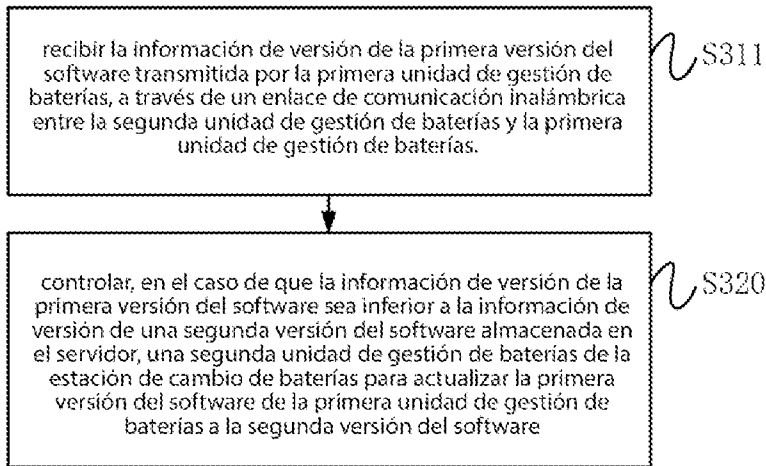 recibir la información de versión de la primera versión del
software transmitida por la primera unidad de gestión de
baterías, a través de un enlace de comunicación inalámbrica
entre la segunda unidad de gestión de baterías y la primera
unidad de gestión de baterías.
S311
controlar, en el caso de que la información de versión de la
primera versión del software sea inferior a la información de
versión de una segunda versión del software almacenada en
el servidor, una segunda unidad de gestión de baterías de la
estación de cambio de baterías para actualizar la primera
versión del software de la primera unidad de gestión de
baterías a la segunda versión del software
S320